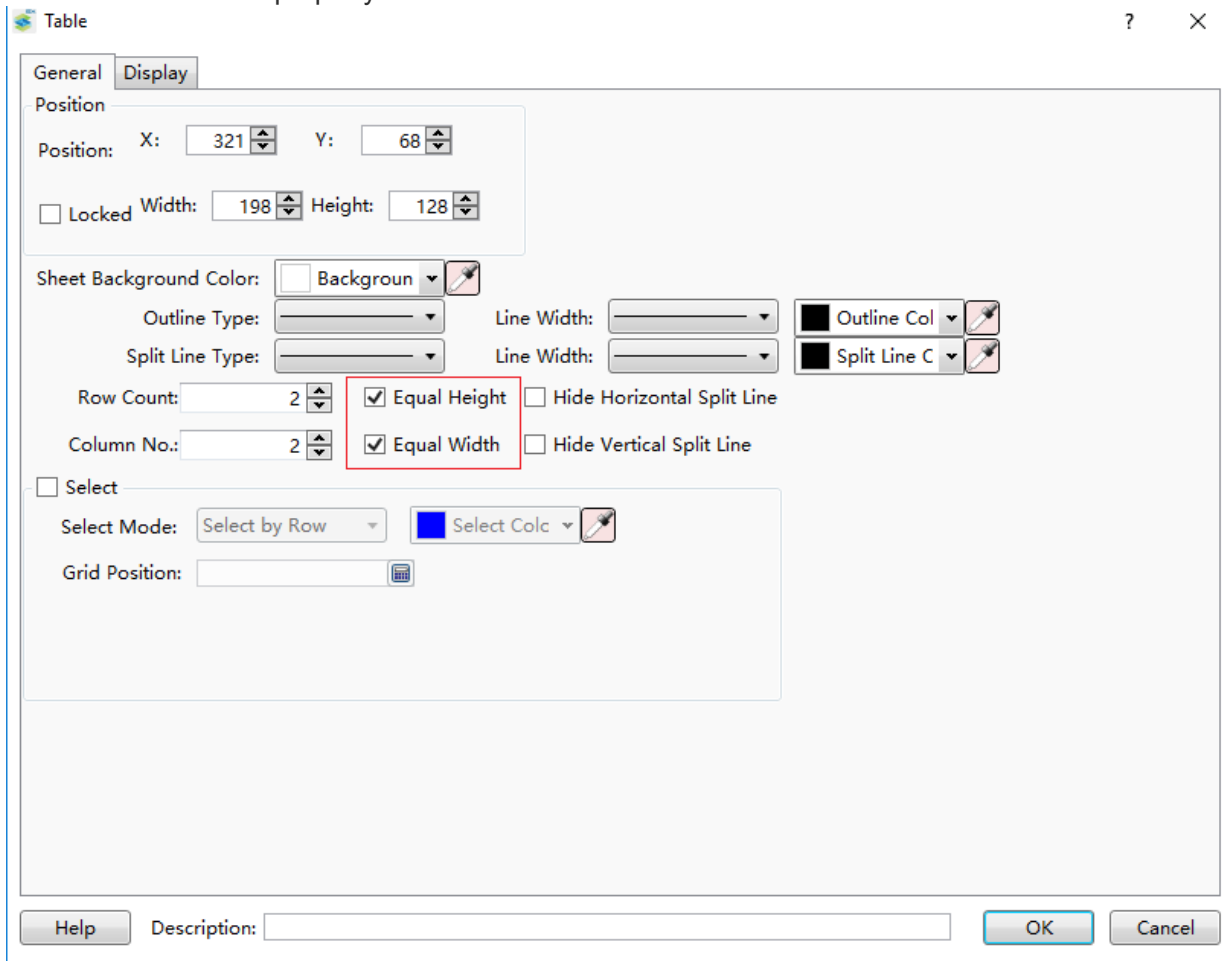 Table ?
General Display
Position
Position: X: 321 Y: 68
Locked Width: 198 Height: 128
Sheet Background Color: Backgroun
Outline Type: Line Width: Outline Col
Split Line Type: Line Width: Split Line C
Row Count: 2 Equal Height Hide Horizontal Split Line
Column No.: 2 Equal Width Hide Vertical Split Line
Select
Select Mode: Select by Row Select Colc
Grid Position:
Help Description: OK Cancel